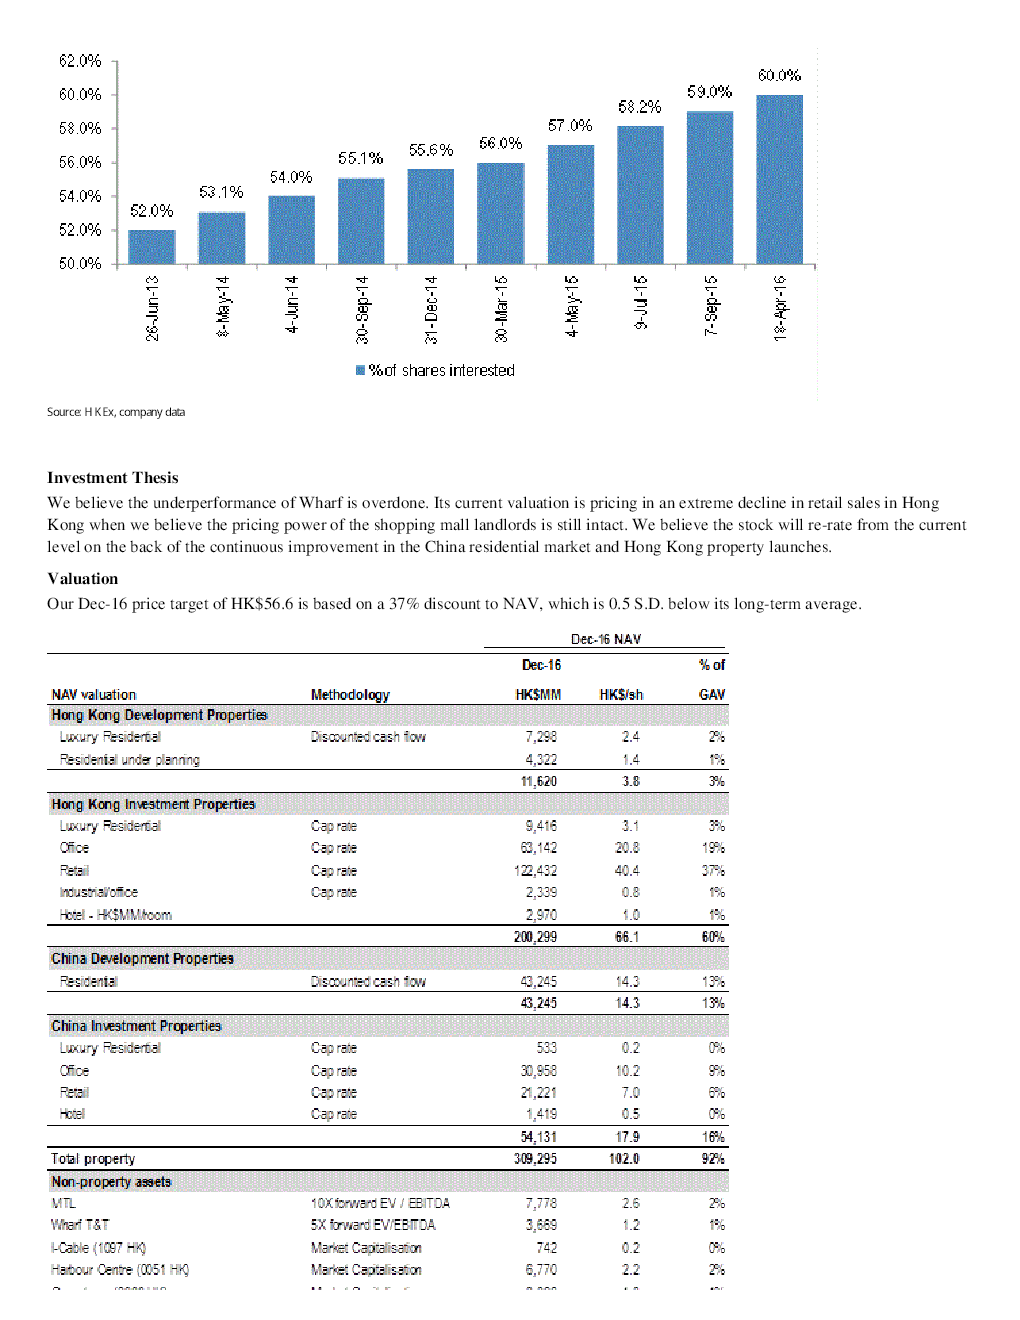 62.0%
60.0%
58.0%
56.0%
54.0%
52.0%
50.0%
52.0%
53.1%
54.0%
55.1%
55.6%
56.0%
57.0%
58.2%
59.0%
60.0%
26-Jun-13
8-May-14
4-Jun-14
30-Sep-14
31-Dec-14
30-Mar-15
4-May-15
9-Jul-15
7-Sep-15
18-Apr-16
%of shares interested
Source: HKEx, company data
Investment Thesis
We believe the underperformance of Wharf is overdone. Its current valuation is pricing in an extreme decline in retail sales in Hong
Kong when we believe the pricing power of the shopping mall landlords is still intact. We believe the stock will re-rate from the current
level on the back of the continuous improvement in the China residential market and Hong Kong property launches.
Valuation
Our Dec-16 price target of HK$56.6 is based on a 37% discount to NAV, which is 0.5 S.D. below its long-term average.
Dec-16 NAV
Dec-16 % of
NAV valuation Methodology HK$MM HK$/sh GAV
Hong Kong Development Properties
Luxury Residential Discounted cash flow 7,298 2.4 2%
Residential under planning 4,322 1.4 1%
11,620 3.8 3%
Hong Kong Investment Properties
Luxury Residential Cap rate 9,416 3.1 3%
Office Cap rate 63,142 20.8 19%
Retail Cap rate 122,432 40.4 37%
Industrial/office Cap rate 2,339 0.8 1%
Hotel - HK$MM/room 2,970 1.0 1%
200,299 66.1 60%
China Development Properties
Residential Discounted cash flow 43,245 14.3 13%
43,245 14.3 13%
China Investment Properties
Luxury Residential Cap rate 533 0.2 0%
Office Cap rate 30,958 10.2 9%
Retail Cap rate 21,221 7.0 6%
Hotel Cap rate 1,419 0.5 0%
54,131 17.9 16%
Total property 309,295 102.0 92%
Non-property assets
MTL 10X forward EV / EBITDA 7,778 2.6 2%
Wharf T&T 5X forward EV/EBITDA 3,669 1.2 1%
I-Cable (1097 HK) Market Capitalisation 742 0.2 0%
Harbour Centre (0051 HK) Market Capitalisation 6,770 2.2 2%